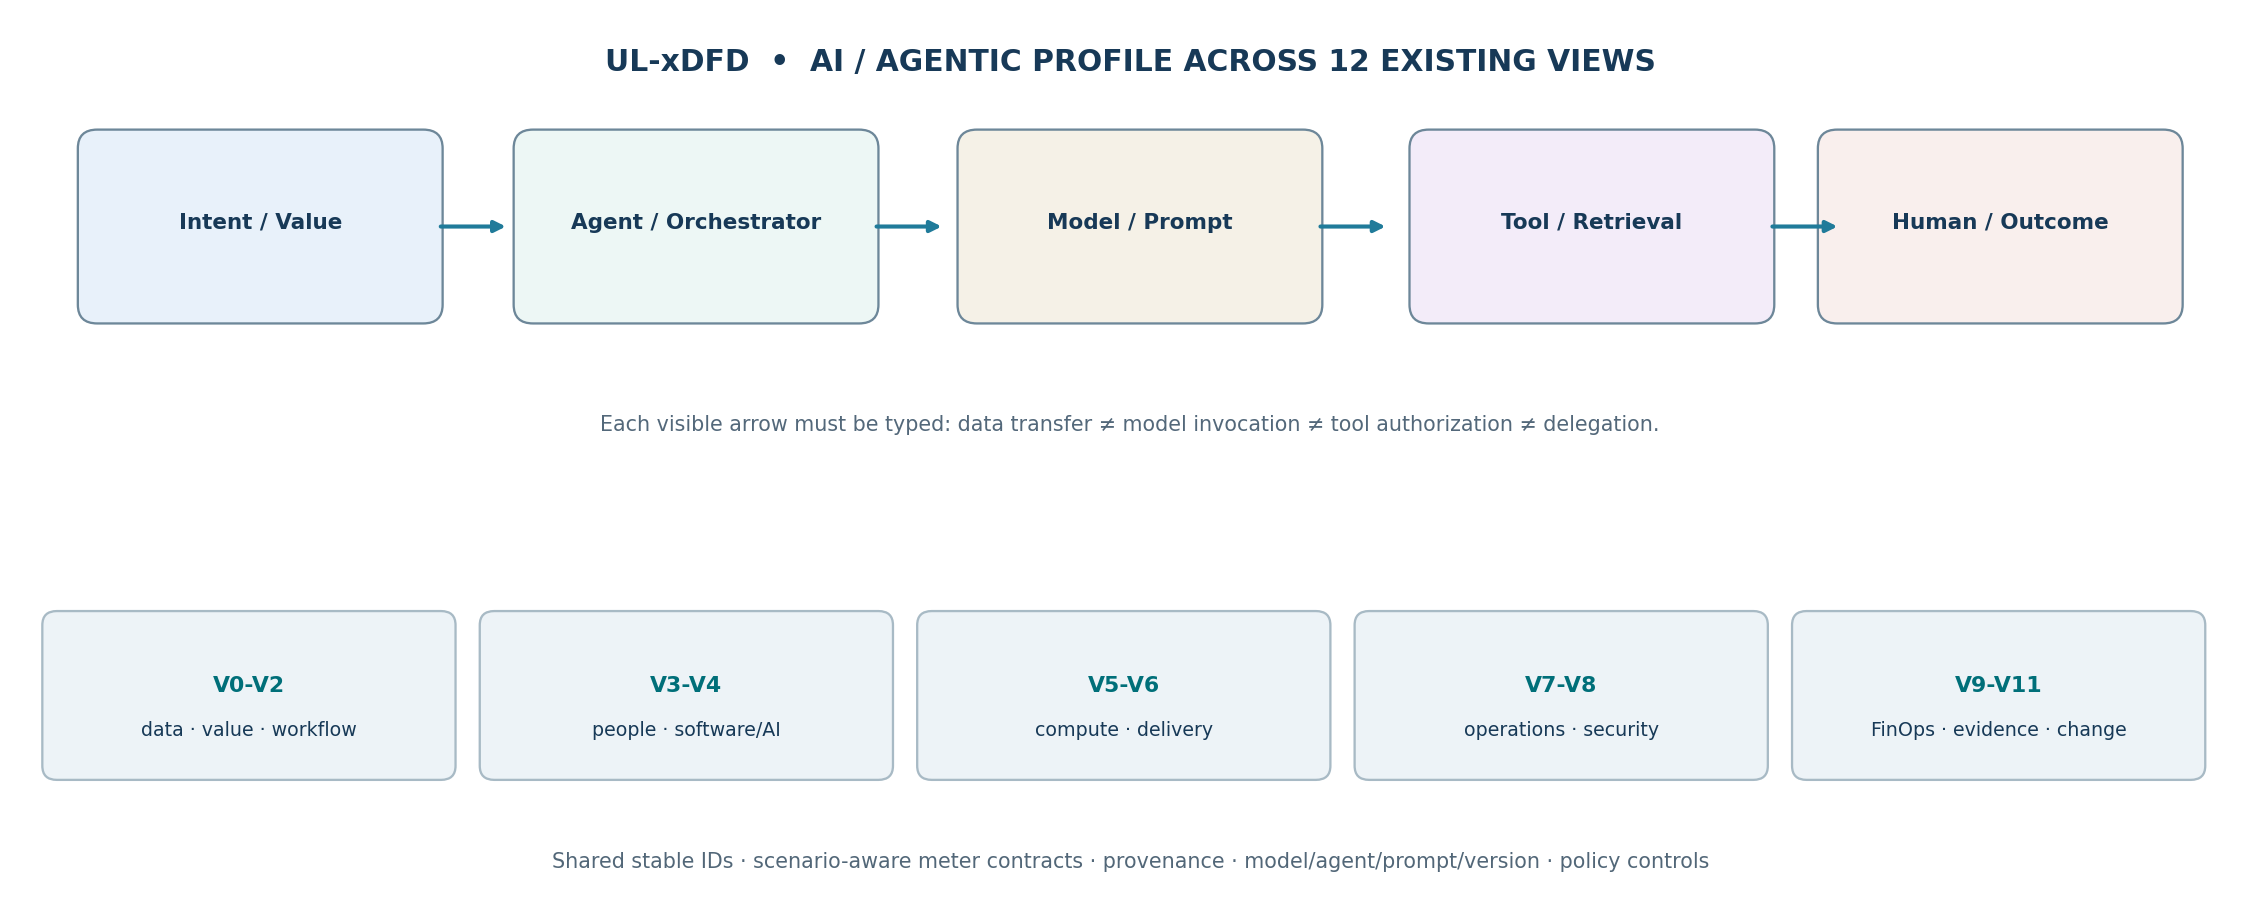 UL-xDFD • AI / AGENTIC PROFILE ACROSS 12 EXISTING VIEWS
Intent / Value
Agent / Orchestrator
Model / Prompt
Tool / Retrieval
Human / Outcome
Each visible arrow must be typed: data transfer ≠ model invocation ≠ tool authorization ≠ delegation.
V0-V2
data · value · workflow
V3-V4
people · software/AI
V5-V6
compute · delivery
V7-V8
operations · security
V9-V11
FinOps · evidence · change
Shared stable IDs · scenario-aware meter contracts · provenance · model/agent/prompt/version · policy controls